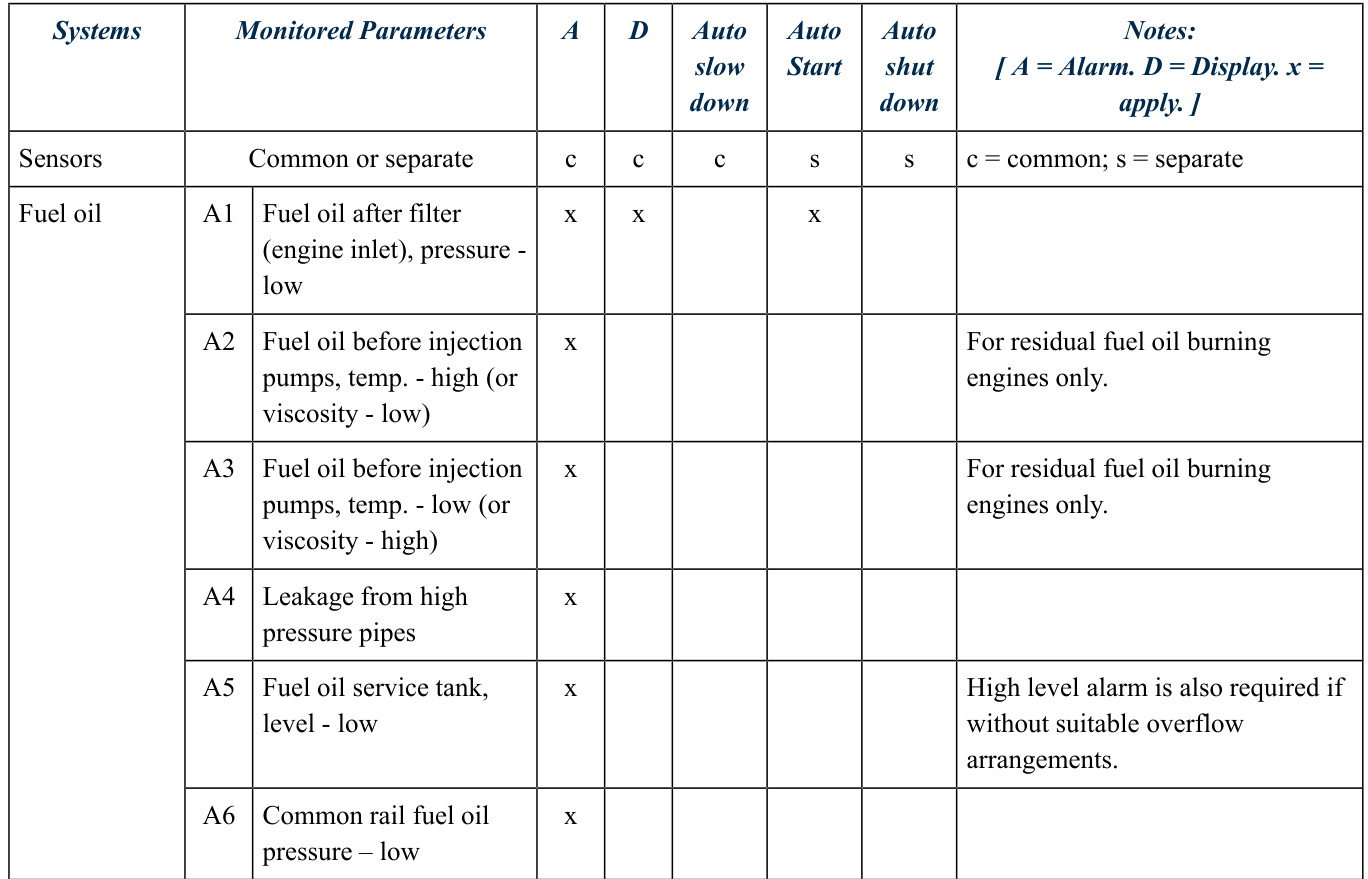 Systems Monitored Parameters A D Auto Auto Auto Notes:
slow Start shut [ A = Alarm. D = Display. x =
down down apply. ]
Sensors Common or separate c c c s s c = common; s = separate
Fuel oil A1 Fuel oil after filter x x x
(engine inlet), pressure -
low
A2 Fuel oil before injection x For residual fuel oil burning
pumps, temp. - high (or engines only.
viscosity - low)
A3 Fuel oil before injection x For residual fuel oil burning
pumps, temp. - low (or engines only.
viscosity - high)
A4 Leakage from high x
pressure pipes
A5 Fuel oil service tank, x High level alarm is also required if
level - low without suitable overflow
arrangements.
A6 Common rail fuel oil x
pressure – low